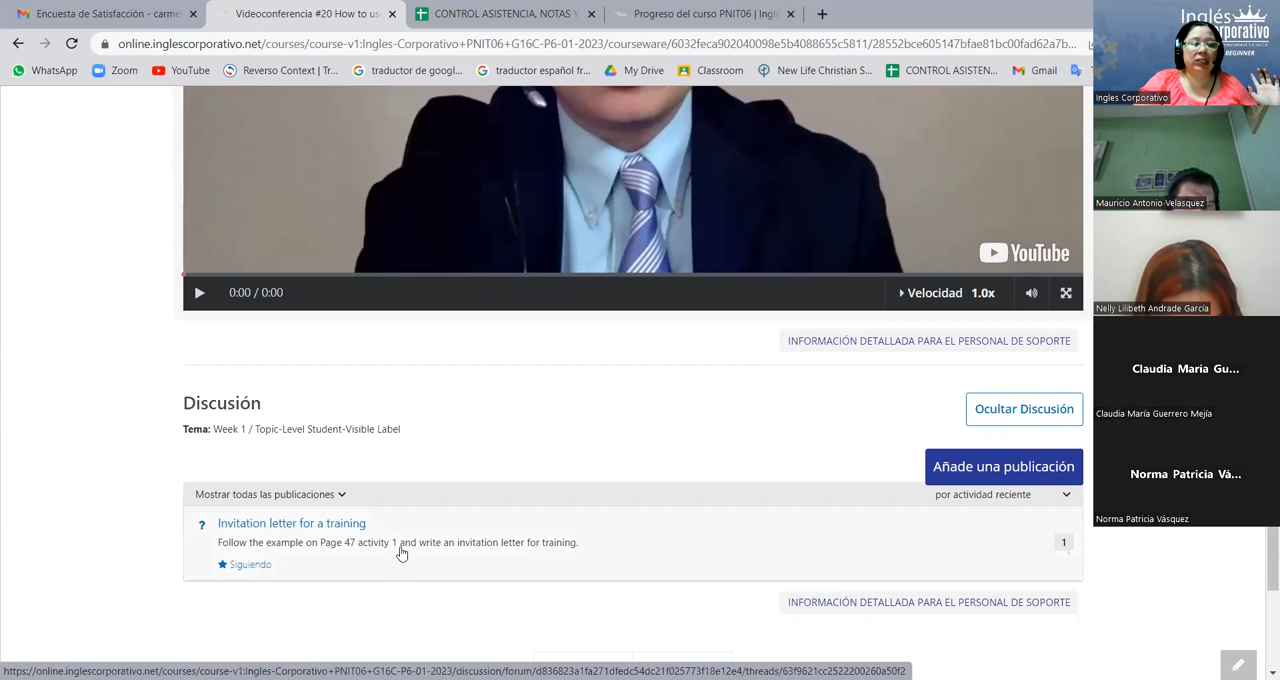 Encuesta de Satisfacción - carme
Videoconferencia #20 How to us
CONTROL ASISTENCIA, NOTAS Y
Progreso del curso PNIT06 | Ingl
online.inglescorporativo.net/courses/course-v1:Ingles-Corporativo+PNIT06+G16C-P6-01-2023/courseware/6032feca902040098e5b4088655c5811/28552bce605147bfae81bc00fad62a7b...
WhatsApp
Zoom
YouTube
Reverso Context | Tr...
traductor de googl...
traductor español fr...
My Drive
Classroom
New Life Christian S...
CONTROL ASISTEN...
Gmail
Inglés
BEGINNER
Ingles Corporativo
Mauricio Antonio Velasquez
Nelly Lilibeth Andrade García
Claudia María Gu...
Claudia María Guerrero Mejía
Norma Patricia Vá...
Norma Patricia Vásquez
YouTube
0:00 / 0:00
Velocidad 1.0x
INFORMACIÓN DETALLADA PARA EL PERSONAL DE SOPORTE
Discusión
Ocultar Discusión
Tema: Week 1 / Topic-Level Student-Visible Label
Añade una publicación
Mostrar todas las publicaciones
por actividad reciente
? Invitation letter for a training
Follow the example on Page 47 activity 1 and write an invitation letter for training.
1
Siguiendo
INFORMACIÓN DETALLADA PARA EL PERSONAL DE SOPORTE
https://online.inglescorporativo.net/courses/course-v1:Ingles-Corporativo+PNIT06+G16C-P6-01-2023/discussion/forum/d836823a1fa271dfedc54dc21f025773f18e12e4/threads/63f9621cc2522200260a50f2